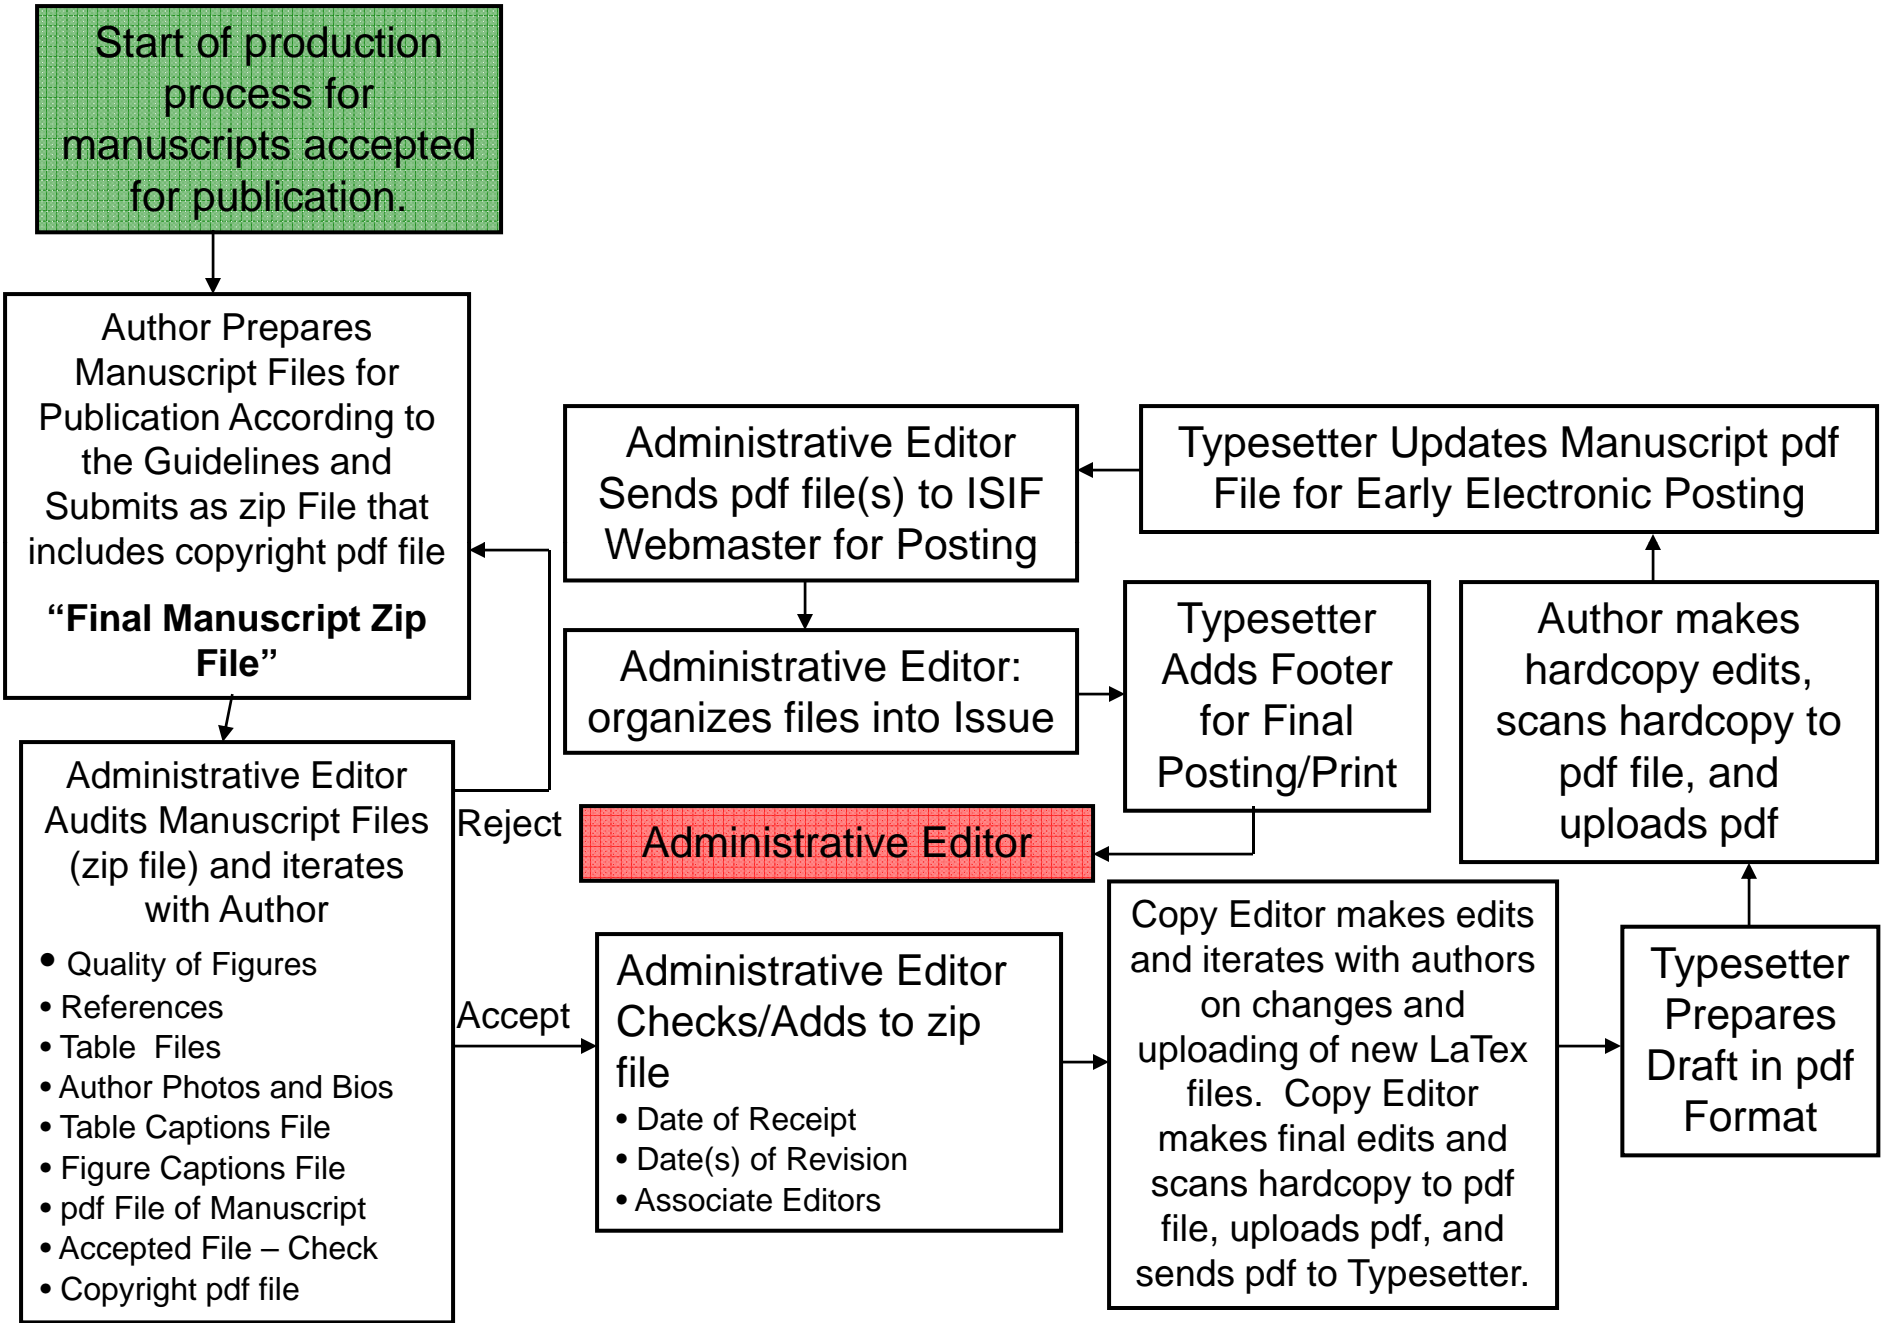 Start of production
process for
manuscripts accepted
for publication.
Author Prepares
Manuscript Files for
Publication According to
the Guidelines and
Submits as zip File that
includes copyright pdf file
“Final Manuscript Zip
File”
Administrative Editor
Audits Manuscript Files
(zip file) and iterates
with Author
• Quality of Figures
• References
• Table Files
• Author Photos and Bios
• Table Captions File
• Figure Captions File
• pdf File of Manuscript
• Accepted File – Check
• Copyright pdf file
Reject
Accept
Administrative Editor
Checks/Adds to zip
file
• Date of Receipt
• Date(s) of Revision
• Associate Editors
Copy Editor makes edits
and iterates with authors
on changes and
uploading of new LaTex
files. Copy Editor
makes final edits and
scans hardcopy to pdf
file, uploads pdf, and
sends pdf to Typesetter.
Typesetter
Prepares
Draft in pdf
Format
Author makes
hardcopy edits,
scans hardcopy to
pdf file, and
uploads pdf
Typesetter Updates Manuscript pdf
File for Early Electronic Posting
Administrative Editor
Sends pdf file(s) to ISIF
Webmaster for Posting
Administrative Editor:
organizes files into Issue
Typesetter
Adds Footer
for Final
Posting/Print
Administrative Editor